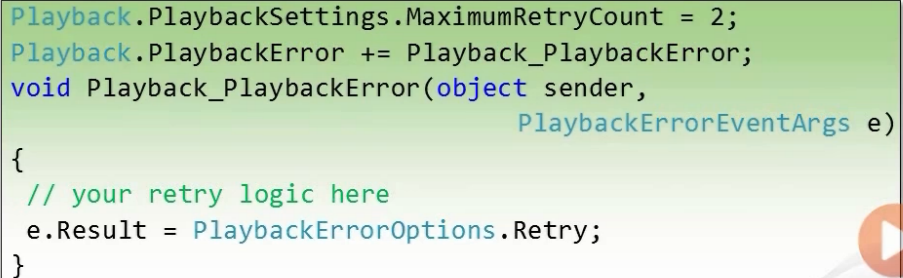 Playback.PlaybackSettings.MaximumRetryCount = 2;
Playback.PlaybackError += Playback_PlaybackError;
void Playback_PlaybackError(object sender,
PlaybackErrorEventArgs e)
{
// your retry logic here
e.Result = PlaybackErrorOptions.Retry;
}